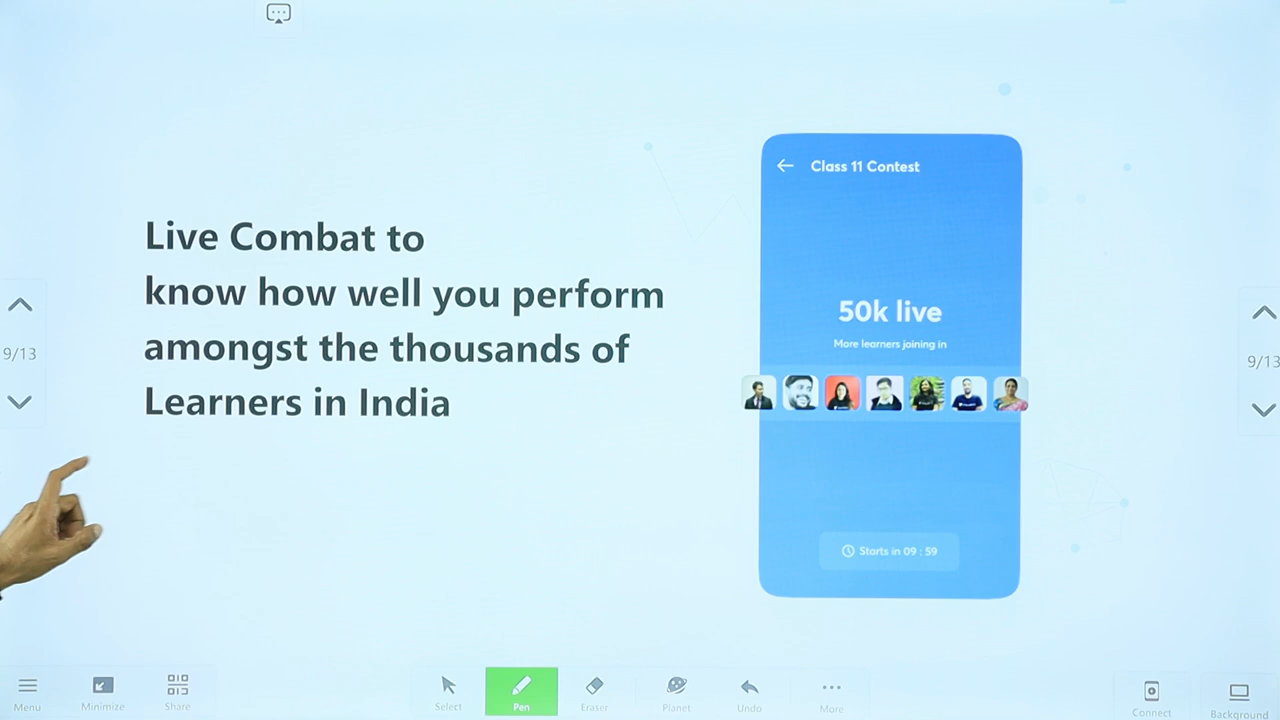 Class 11 Contest
Live Combat to
know how well you perform
amongst the thousands of
Learners in India
50k live
More learners joining in
Starts in 09 : 59
9/13
9/13
Menu
Minimize
Share
Select
Pen
Eraser
Planet
Undo
More
Connect
Background